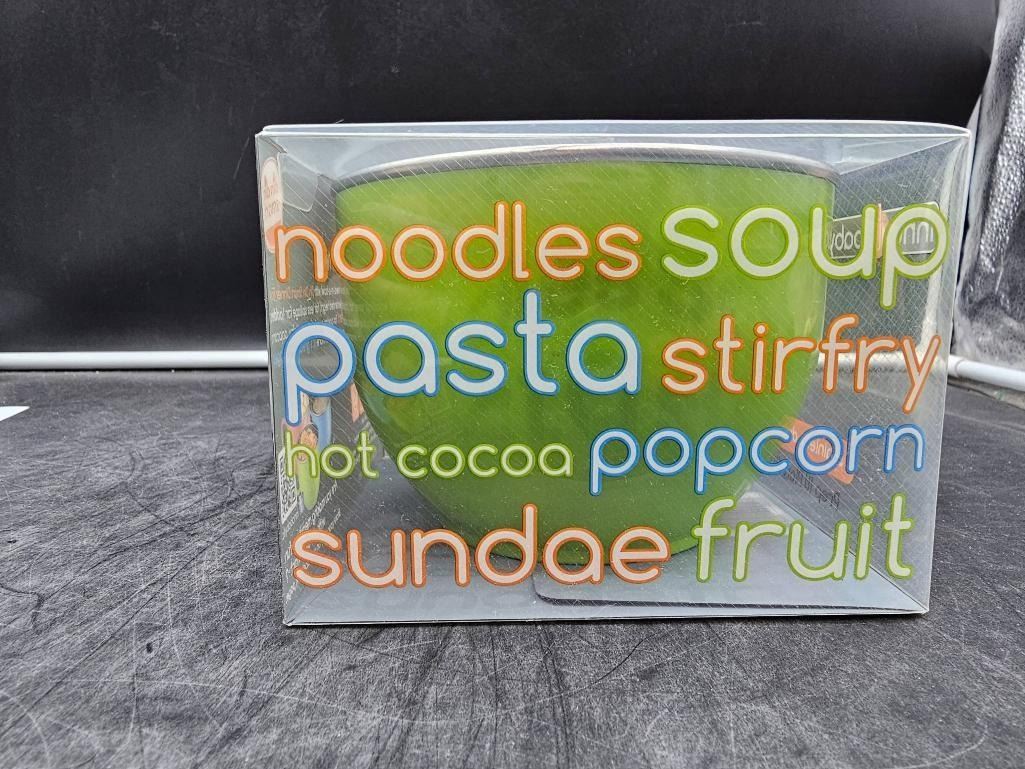 noodles soup
pasta stirfry
hot cocoa popcorn
sundae fruit